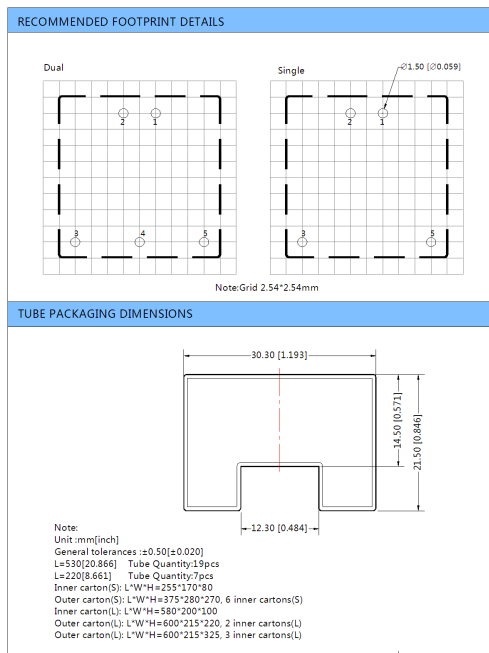 RECOMMENDED FOOTPRINT DETAILS
Dual
Single
∅1.50 [∅0.059]
2 1
2 1
3 4 5
3 5
Note:Grid 2.54*2.54mm
TUBE PACKAGING DIMENSIONS
30.30 [1.193]
14.50 [0.571]
21.50 [0.846]
12.30 [0.484]
Note:
Unit :mm[inch]
General tolerances :±0.50[±0.020]
L=530[20.866] Tube Quantity:19pcs
L=220[8.661] Tube Quantity:7pcs
Inner carton(S): L*W*H=255*170*80
Outer carton(S): L*W*H=375*280*270, 6 inner cartons(S)
Inner carton(L): L*W*H=580*200*100
Outer carton(L): L*W*H=600*215*220, 2 inner cartons(L)
Outer carton(L): L*W*H=600*215*325, 3 inner cartons(L)